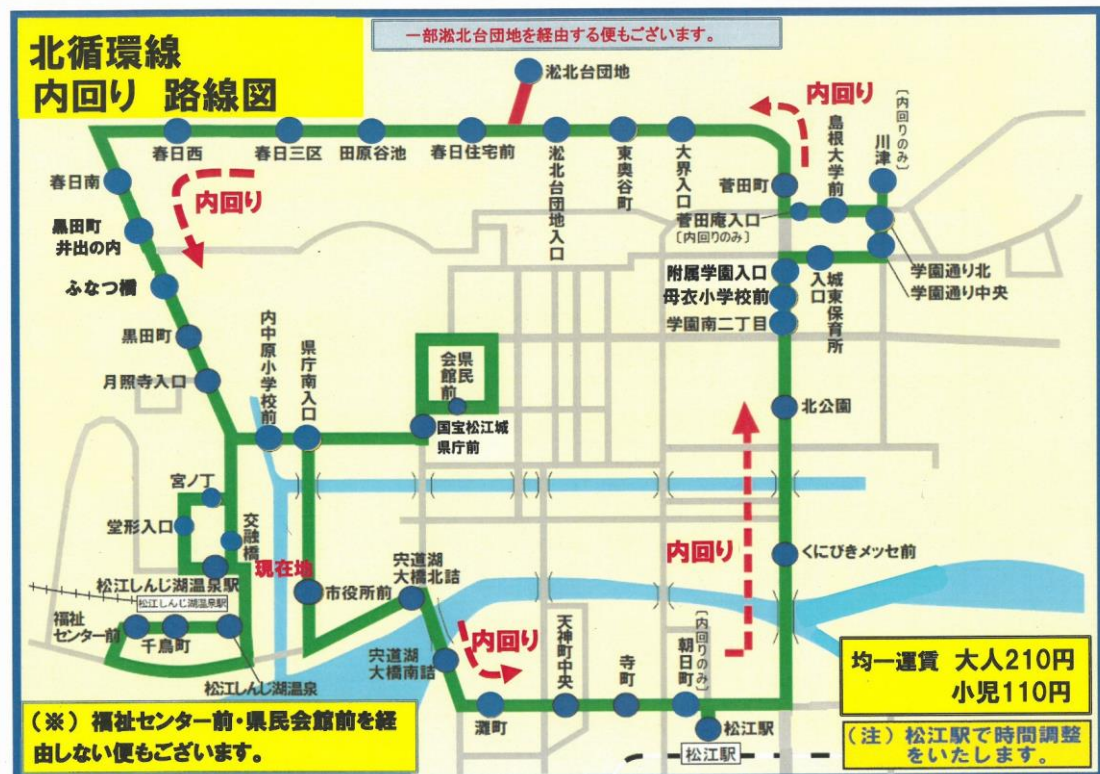 北循環線
内回り 路線図
一部淞北台団地を経由する便もございます。
淞北台団地
内回り
春日西
春日三区
田原谷池
春日住宅前
淞北台団地入口
東奥谷町
大界入口
菅田町
菅田庵入口
〔内回りのみ〕
島根大学前
〔内回りのみ〕
川津
学園通り北
学園通り中央
城東保育所
入口
附属学園入口
母衣小学校前
学園南二丁目
北公園
くにびきメッセ前
春日南
内回り
黒田町
井出の内
ふなつ橋
黒田町
月照寺入口
内中原小学校前
県庁南入口
県民
会館前
国宝松江城
県庁前
宮ノ丁
堂形入口
交融橋
松江しんじ湖温泉駅
松江しんじ湖温泉駅
福祉
センター前
千鳥町
松江しんじ湖温泉
現在地
市役所前
宍道湖
大橋北詰
宍道湖
大橋南詰
内回り
灘町
天神町中央
寺町
朝日町
〔内回りのみ〕
松江駅
松江駅
内回り
均一運賃 大人210円
小児110円
(注) 松江駅で時間調整
をいたします。
(※) 福祉センター前・県民会館前を経
由しない便もございます。